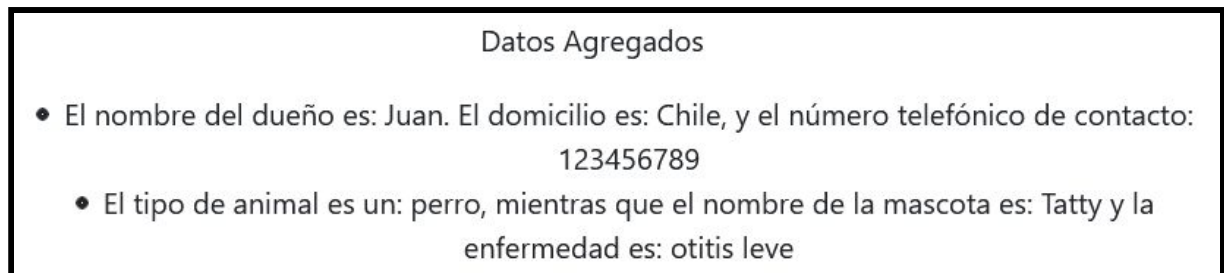 Datos Agregados
• El nombre del dueño es: Juan. El domicilio es: Chile, y el número telefónico de contacto:
123456789
• El tipo de animal es un: perro, mientras que el nombre de la mascota es: Tatty y la
enfermedad es: otitis leve